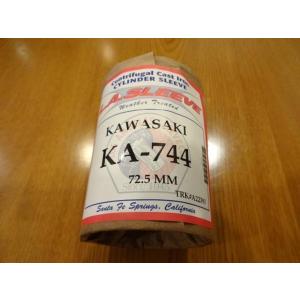 Centrifugal Cast Iron
CYLINDER SLEEVE
L.A. SLEEVE
Weather Treated
KAWASAKI
KA-744
72.5 MM
Santa Fe Springs, California